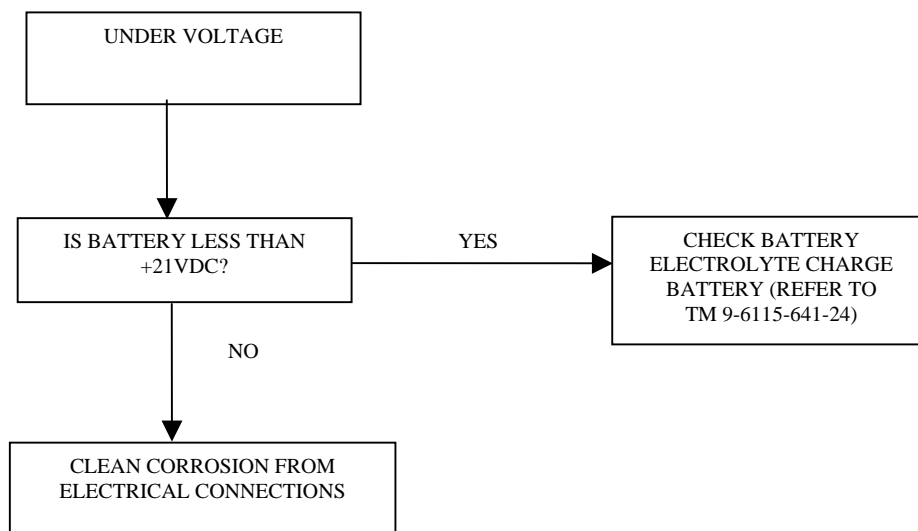 UNDER VOLTAGE
IS BATTERY LESS THAN
+21VDC?
YES
CHECK BATTERY
ELECTROLYTE CHARGE
BATTERY (REFER TO
TM 9-6115-641-24)
NO
CLEAN CORROSION FROM
ELECTRICAL CONNECTIONS